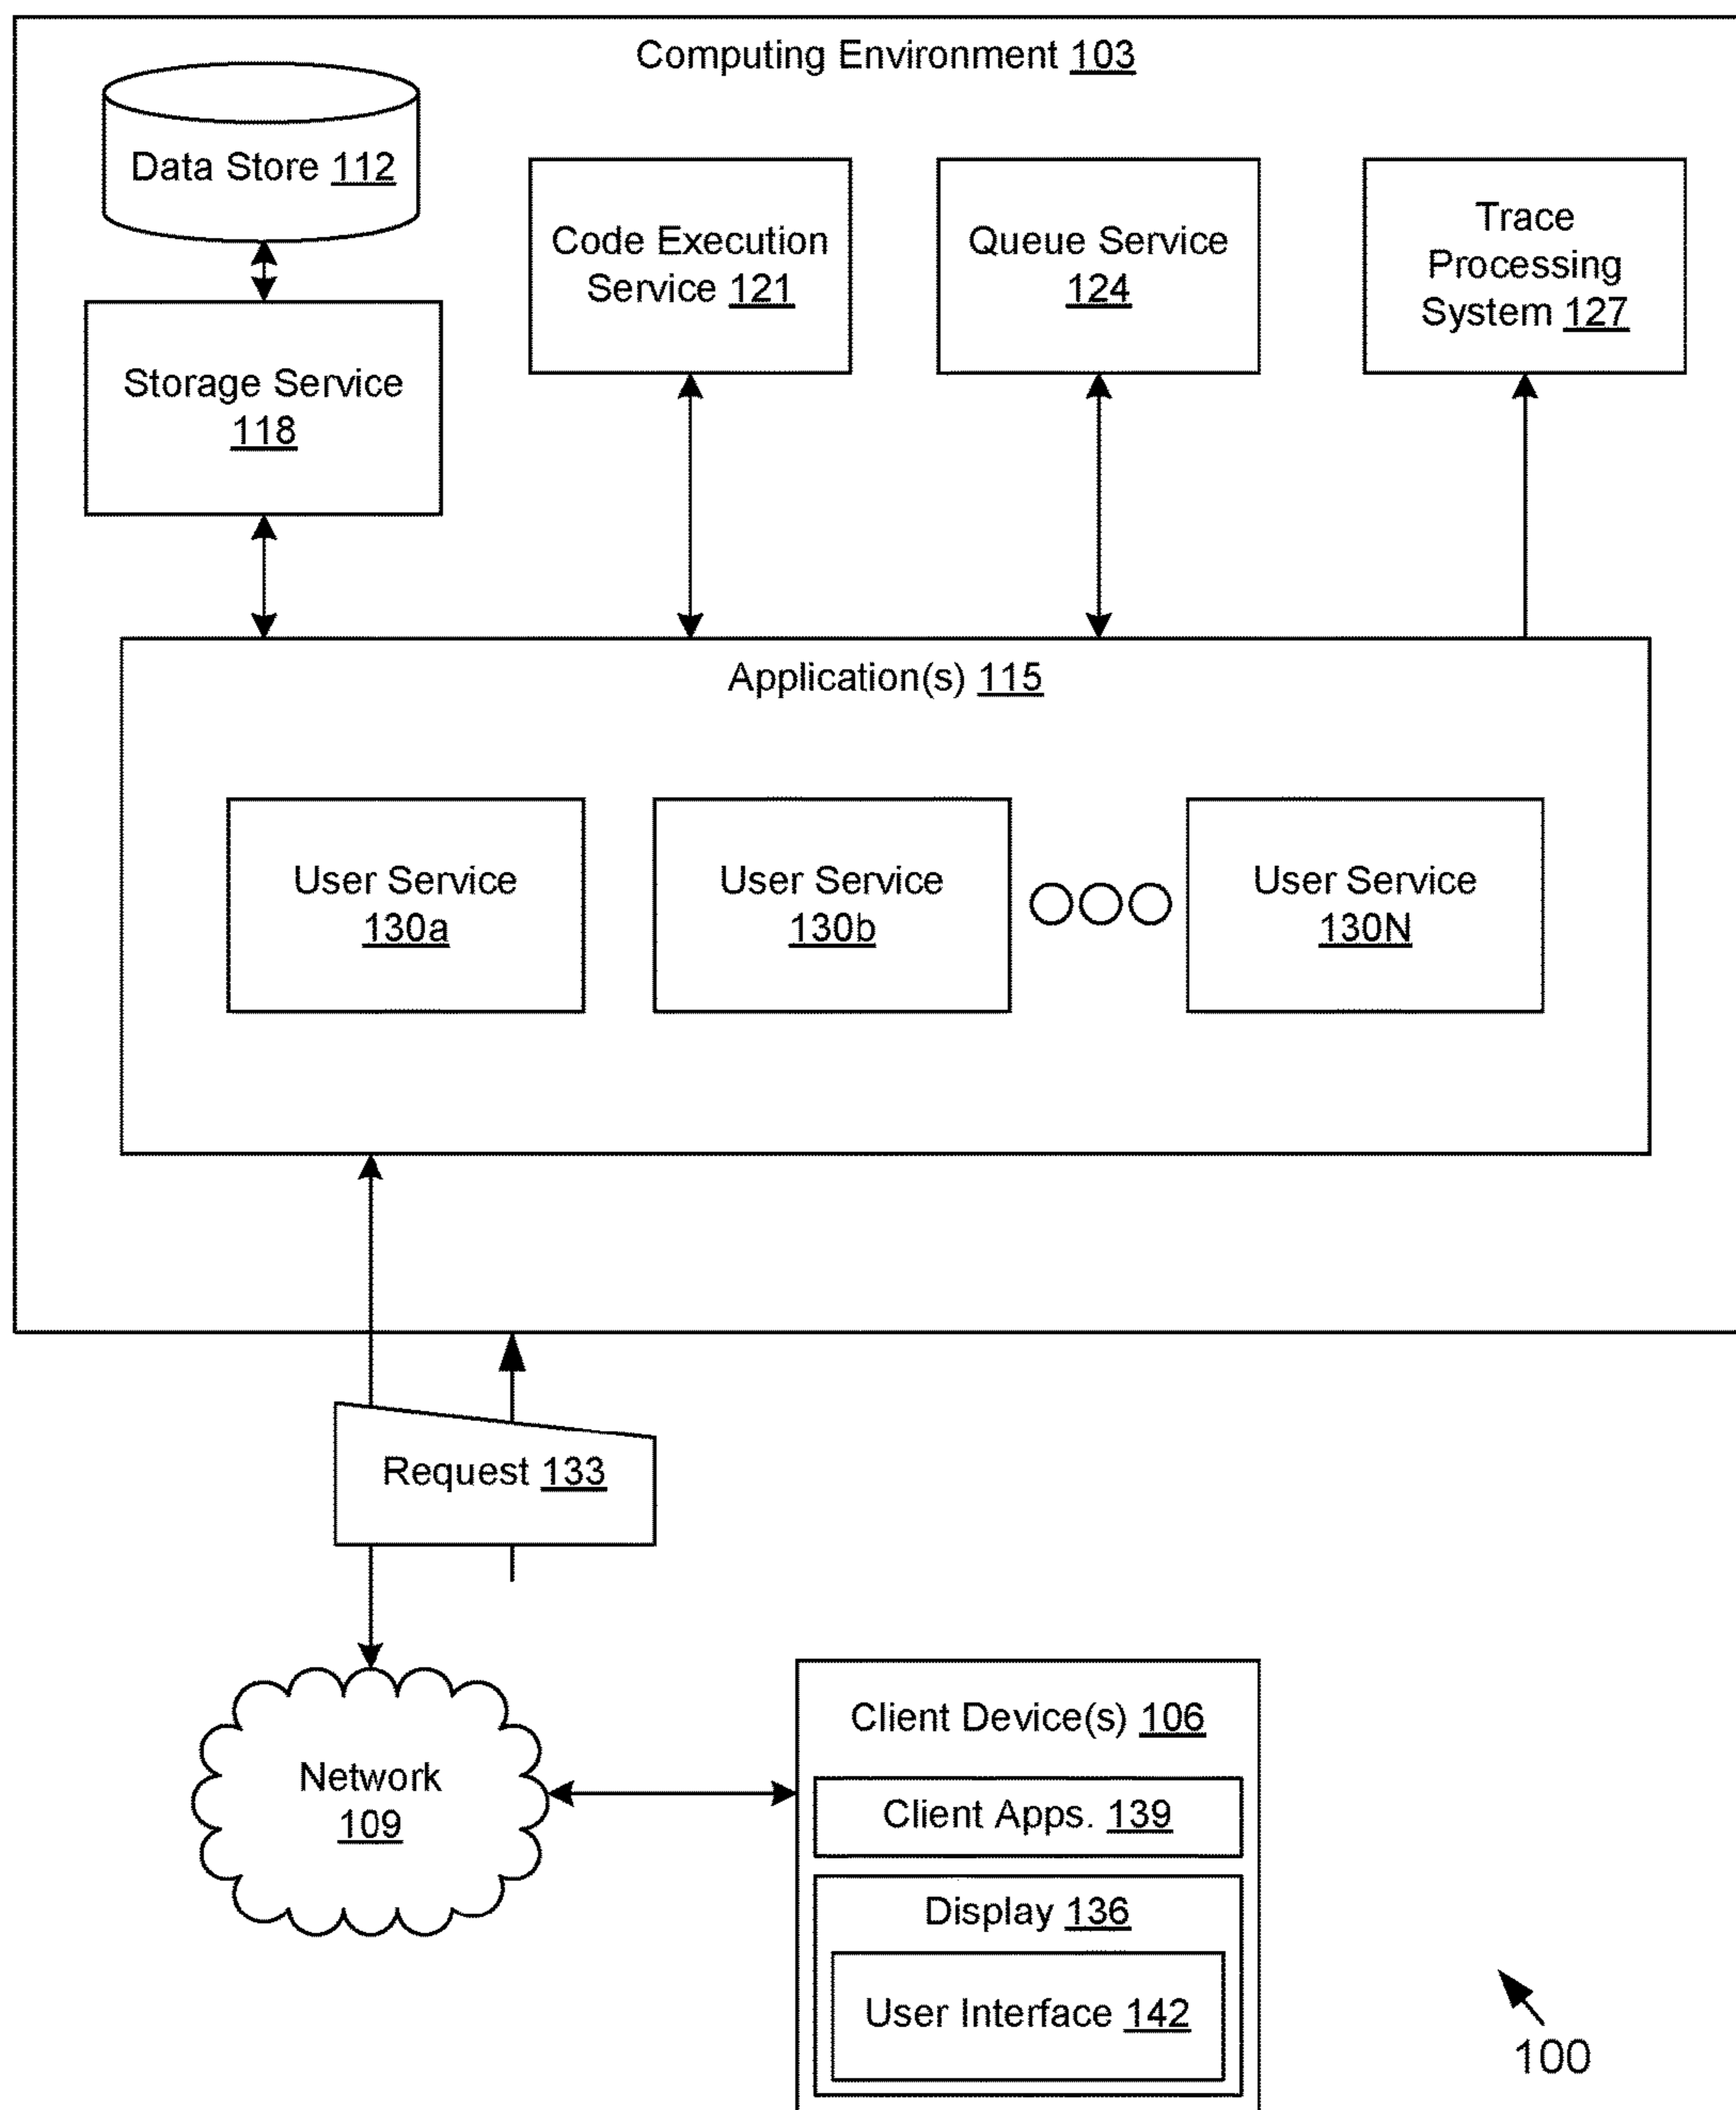 Computing Environment 103
Data Store 112
Code Execution
Service 121
Queue Service
124
Trace
Processing
System 127
Storage Service
118
Application(s) 115
User Service
130a
User Service
130b
User Service
130N
Request 133
Network
109
Client Device(s) 106
Client Apps. 139
Display 136
User Interface 142
100